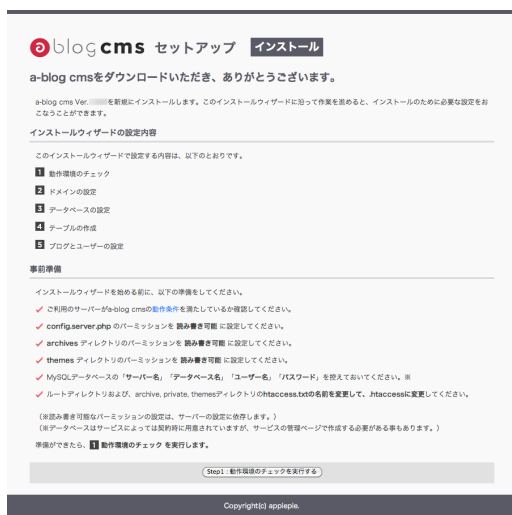 a blog cms セットアップ インストール
a-blog cmsをダウンロードいただき、ありがとうございます。
a-blog cms Ver. を新規にインストールします。このインストールウィザードに沿って作業を進めると、インストールのために必要な設定をお
こなうことができます。
インストールウィザードの設定内容
このインストールウィザードで設定する内容は、以下のとおりです。
1 動作環境のチェック
2 ドメインの設定
3 データベースの設定
4 テーブルの作成
5 ブログとユーザーの設定
事前準備
インストールウィザードを始める前に、以下の準備をしてください。
✓ ご利用のサーバーがa-blog cmsの動作条件を満たしているか確認してください。
✓ config.server.php のパーミッションを 読み書き可能 に設定してください。
✓ archives ディレクトリのパーミッションを 読み書き可能 に設定してください。
✓ themes ディレクトリのパーミッションを 読み書き可能 に設定してください。
✓ MySQLデータベースの「サーバー名」「データベース名」「ユーザー名」「パスワード」を控えておいてください。※
✓ ルートディレクトリおよび、archive, private, themesディレクトリのhtaccess.txtの名前を変更して、.htaccessに変更してください。
（※読み書き可能なパーミッションの設定は、サーバーの設定に依存します。）
（※データベースはサービスによっては契約時に用意されていますが、サービスの管理ページで作成する必要がある事もあります。）
準備ができたら、1 動作環境のチェック を実行します。
Step1：動作環境のチェックを実行する
Copyright(c) appleple.